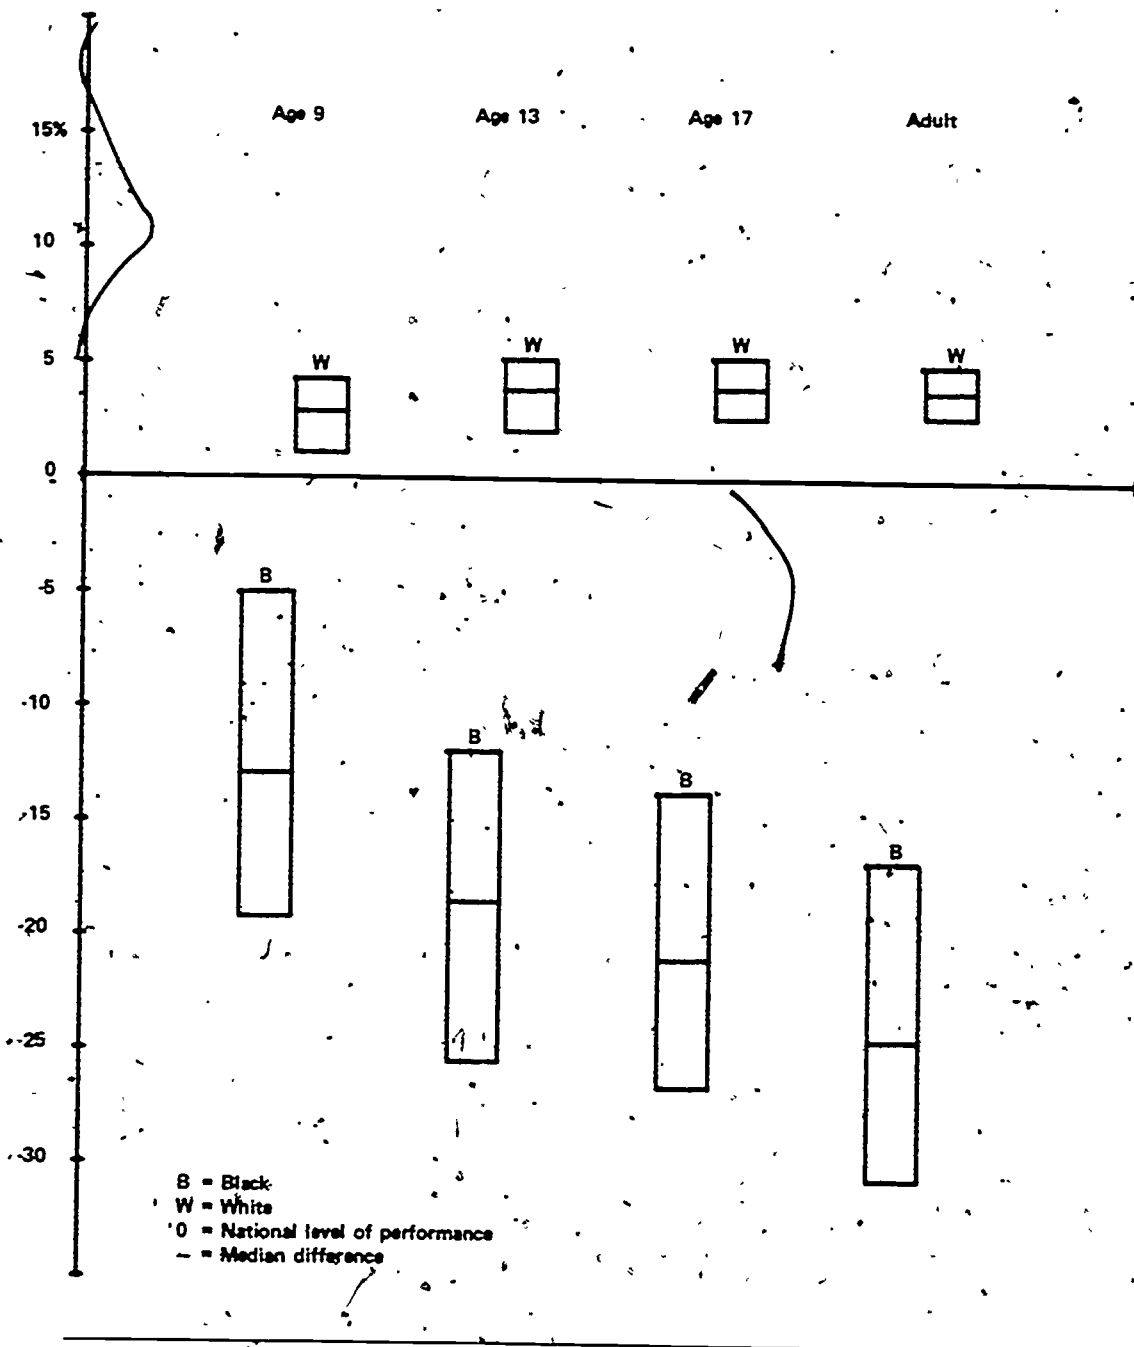 Age 9 Age 13 Age 17 Adult
15%
10
5
0
-5
-10
-15
-20
-25
-30
W W W W
B
B
B
B
B = Black
W = White
0 = National level of performance
— = Median difference